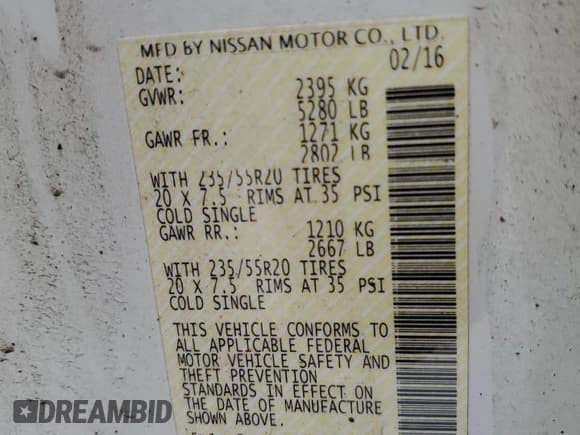 MFD BY NISSAN MOTOR CO., LTD.
DATE: 02/16
GVWR: 2395 KG
5280 LB
GAWR FR.: 1271 KG
2802 LB
WITH 235/55R20 TIRES
20 X 7.5 RIMS AT 35 PSI
COLD SINGLE
GAWR RR.: 1210 KG
2667 LB
WITH 235/55R20 TIRES
20 X 7.5 RIMS AT 35 PSI
COLD SINGLE
THIS VEHICLE CONFORMS TO
ALL APPLICABLE FEDERAL
MOTOR VEHICLE SAFETY AND
THEFT PREVENTION
STANDARDS IN EFFECT ON
THE DATE OF MANUFACTURE
SHOWN ABOVE.
DREAMBID